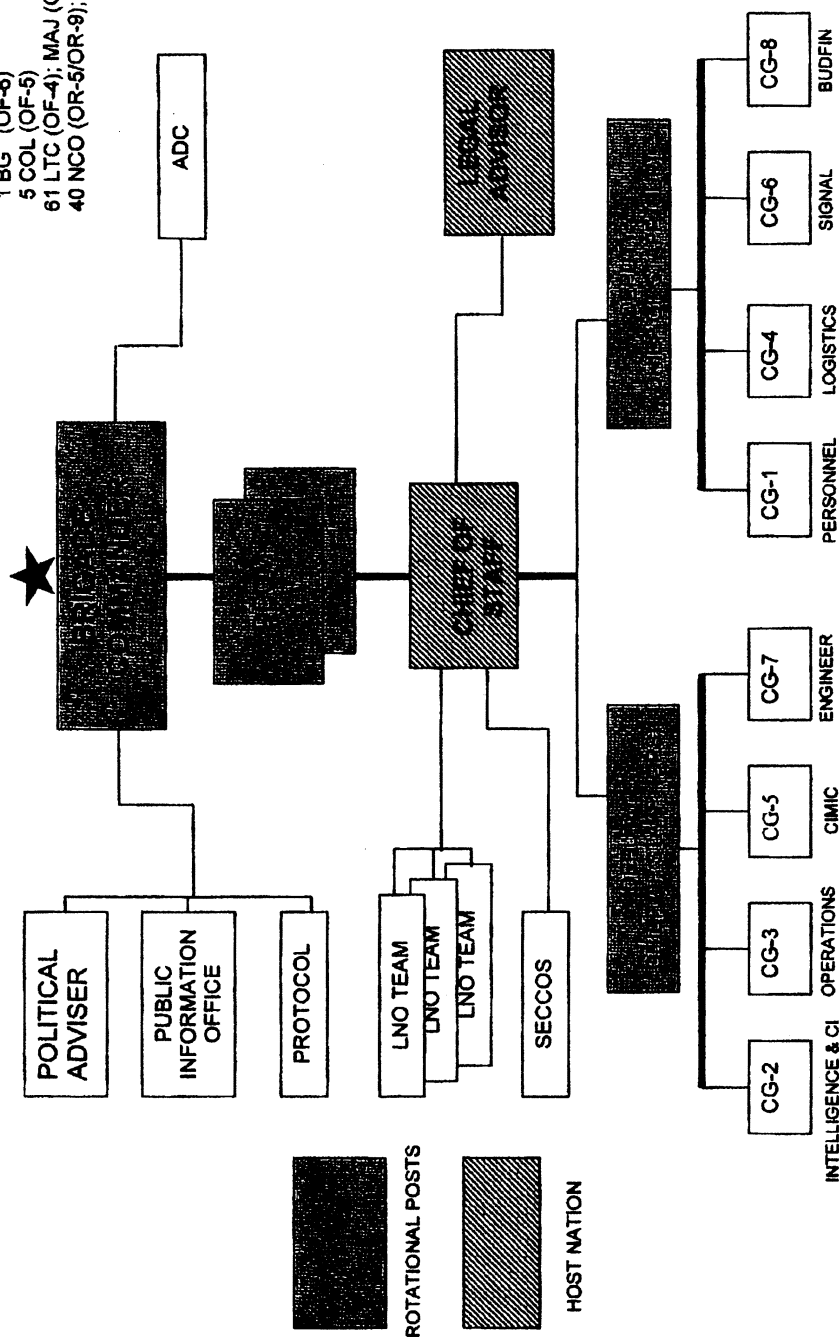 1 BG (OF-6)
5 COL (OF-5)
61 LTC (OF-4); MAJ (
40 NCO (OR-5/OR-9);
BRIGADE
COMMANDER
ADC
POLITICAL
ADVISER
PUBLIC
INFORMATION
OFFICE
PROTOCOL
CHIEF OF
STAFF
LEGAL
ADVISOR
LNO TEAM
LNO TEAM
LNO TEAM
SECCOS
CG-2
INTELLIGENCE & CI
CG-3
OPERATIONS
CG-5
CIMIC
CG-7
ENGINEER
CG-1
PERSONNEL
CG-4
LOGISTICS
CG-6
SIGNAL
CG-8
BUDFIN
ROTATIONAL POSTS
HOST NATION